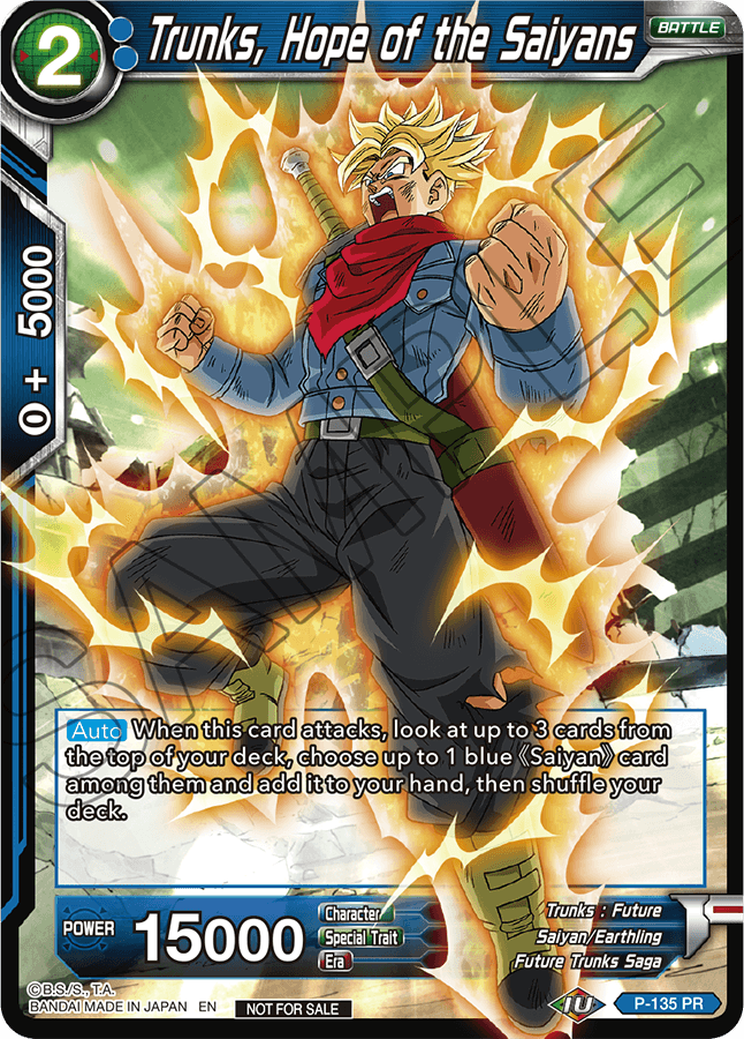 2
Trunks, Hope of the Saiyans
BATTLE
0 + 5000
SAMPLE
Auto When this card attacks, look at up to 3 cards from
the top of your deck, choose up to 1 blue 《Saiyan》 card
among them and add it to your hand, then shuffle your
deck.
POWER
15000
Character
Trunks : Future
Special Trait
Saiyan/Earthling
Era
Future Trunks Saga
©B.S./S., T.A.
BANDAI MADE IN JAPAN EN
NOT FOR SALE
IU
P-135 PR